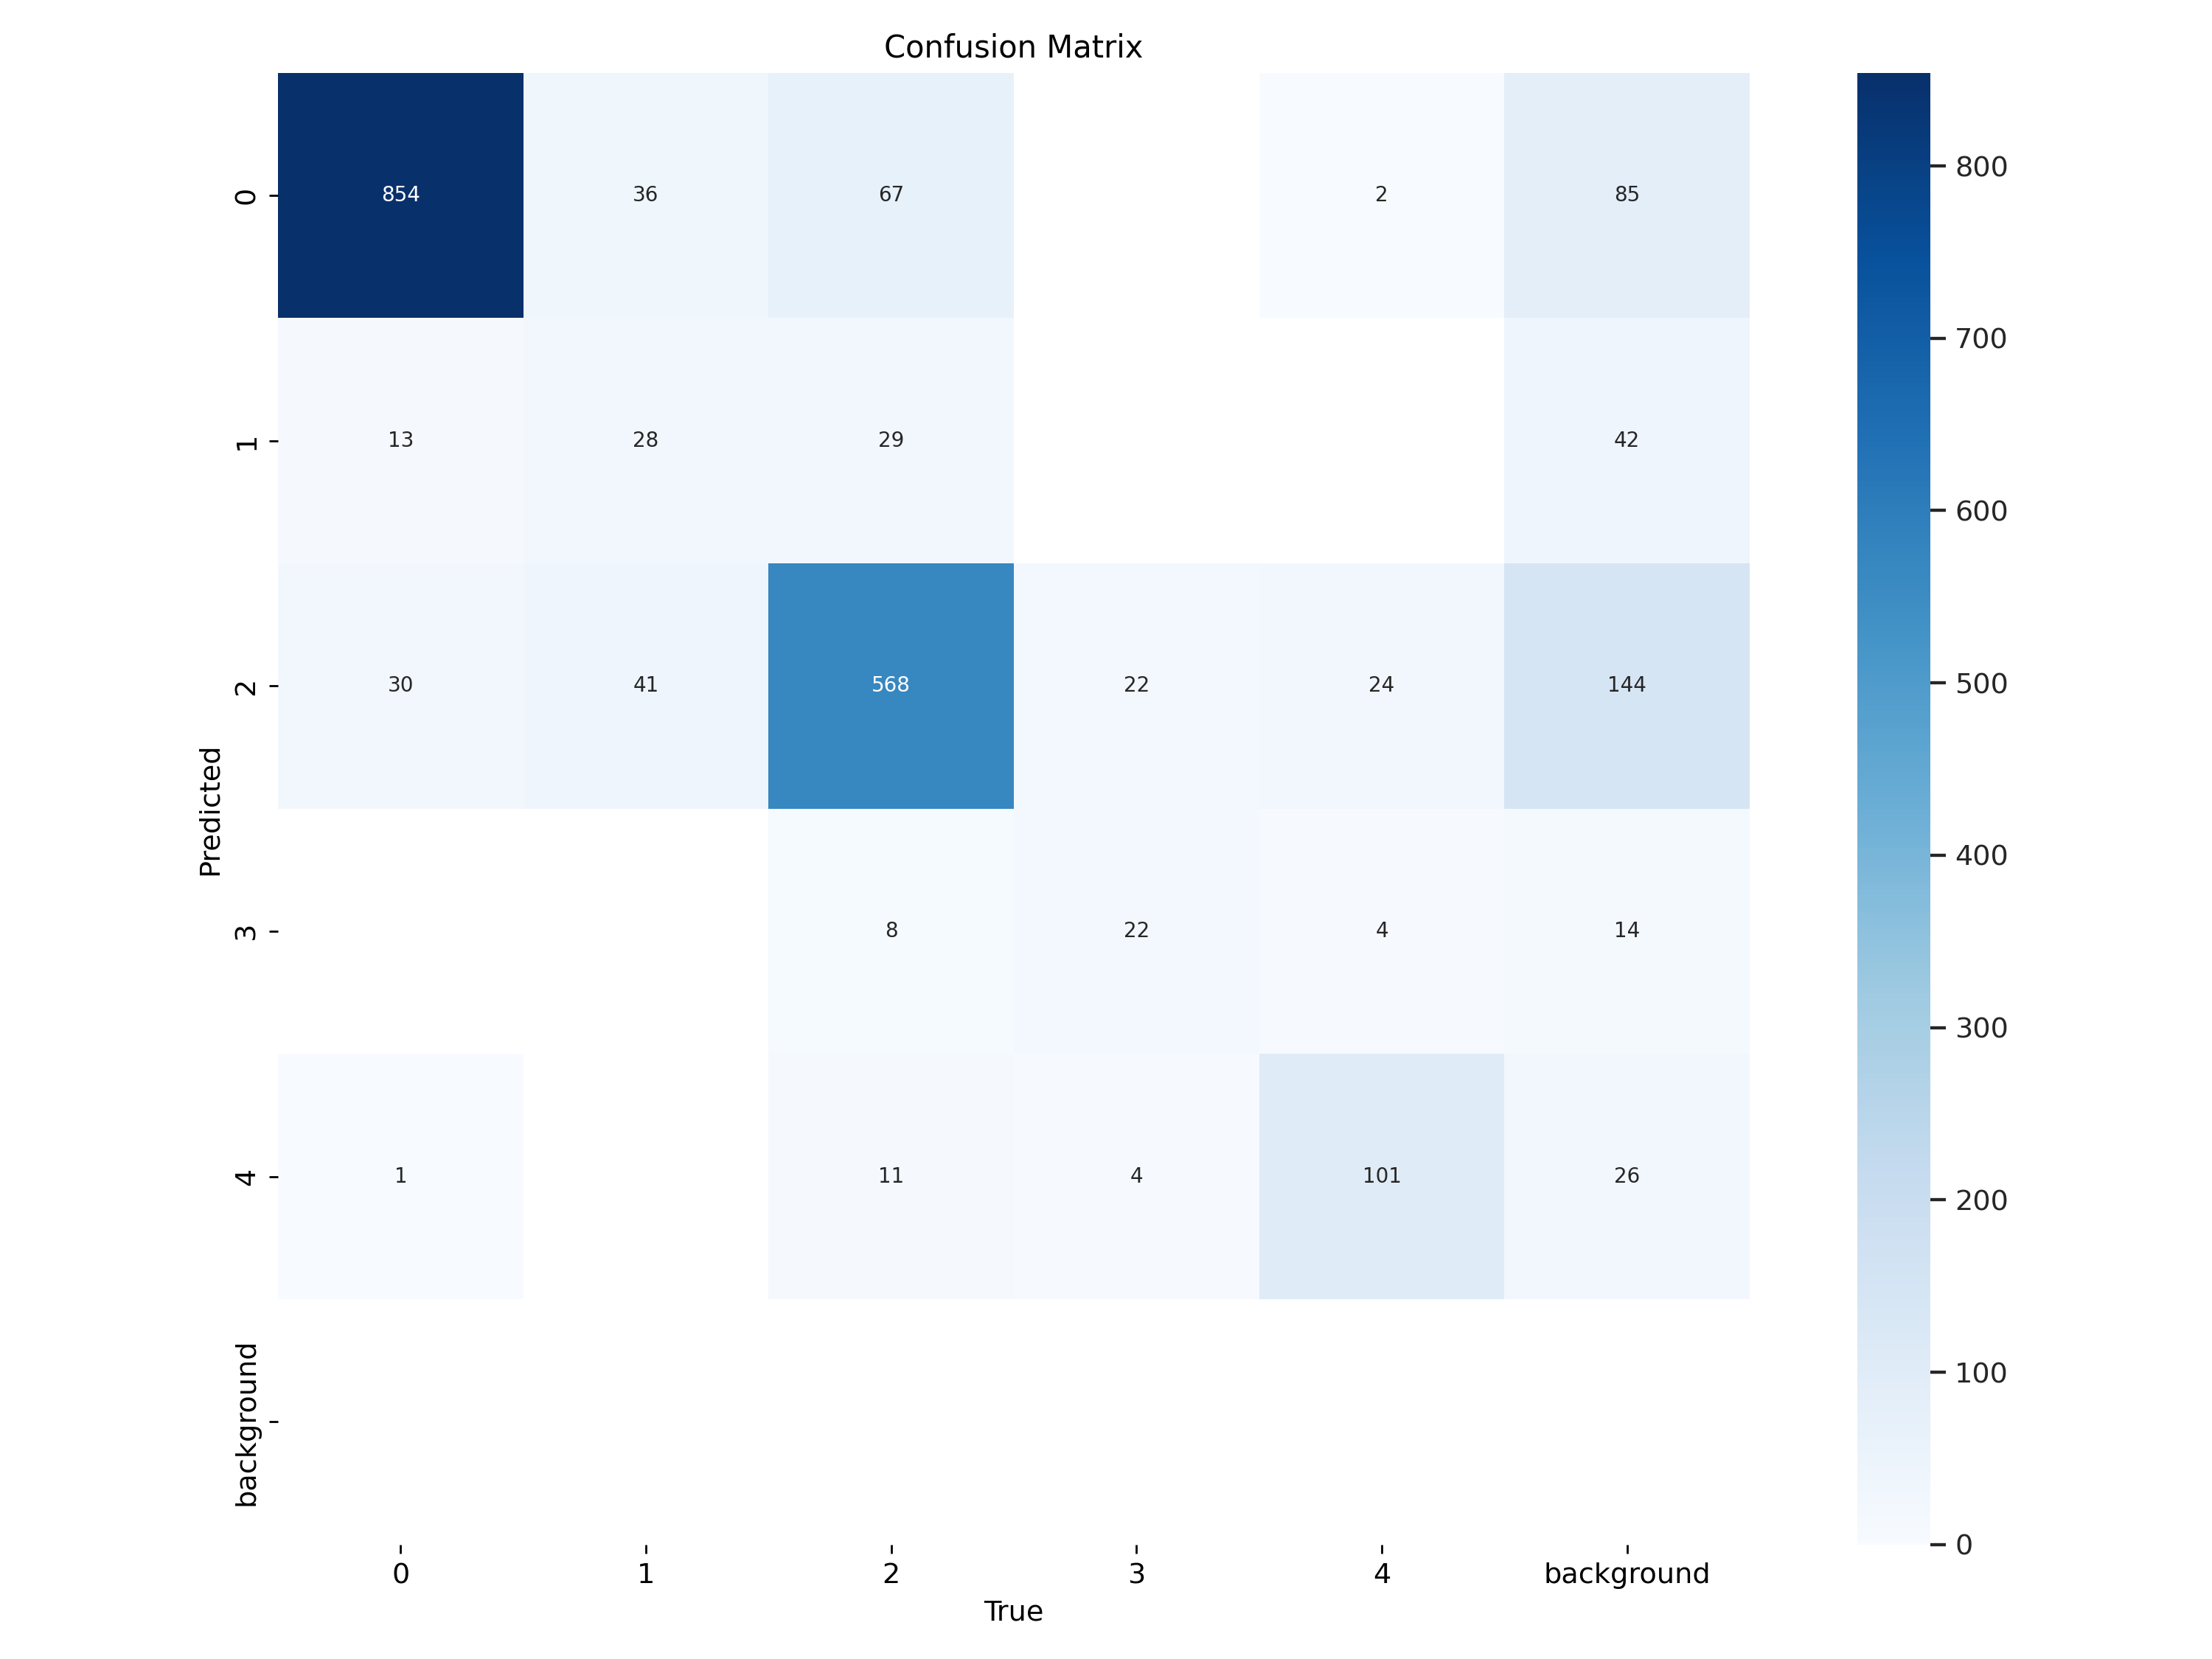 Confusion Matrix
0 854 36 67 2 85
1 13 28 29 42
2 30 41 568 22 24 144
3 8 22 4 14
4 1 11 4 101 26
background
0 1 2 3 4 background
True
Predicted
800
700
600
500
400
300
200
100
0